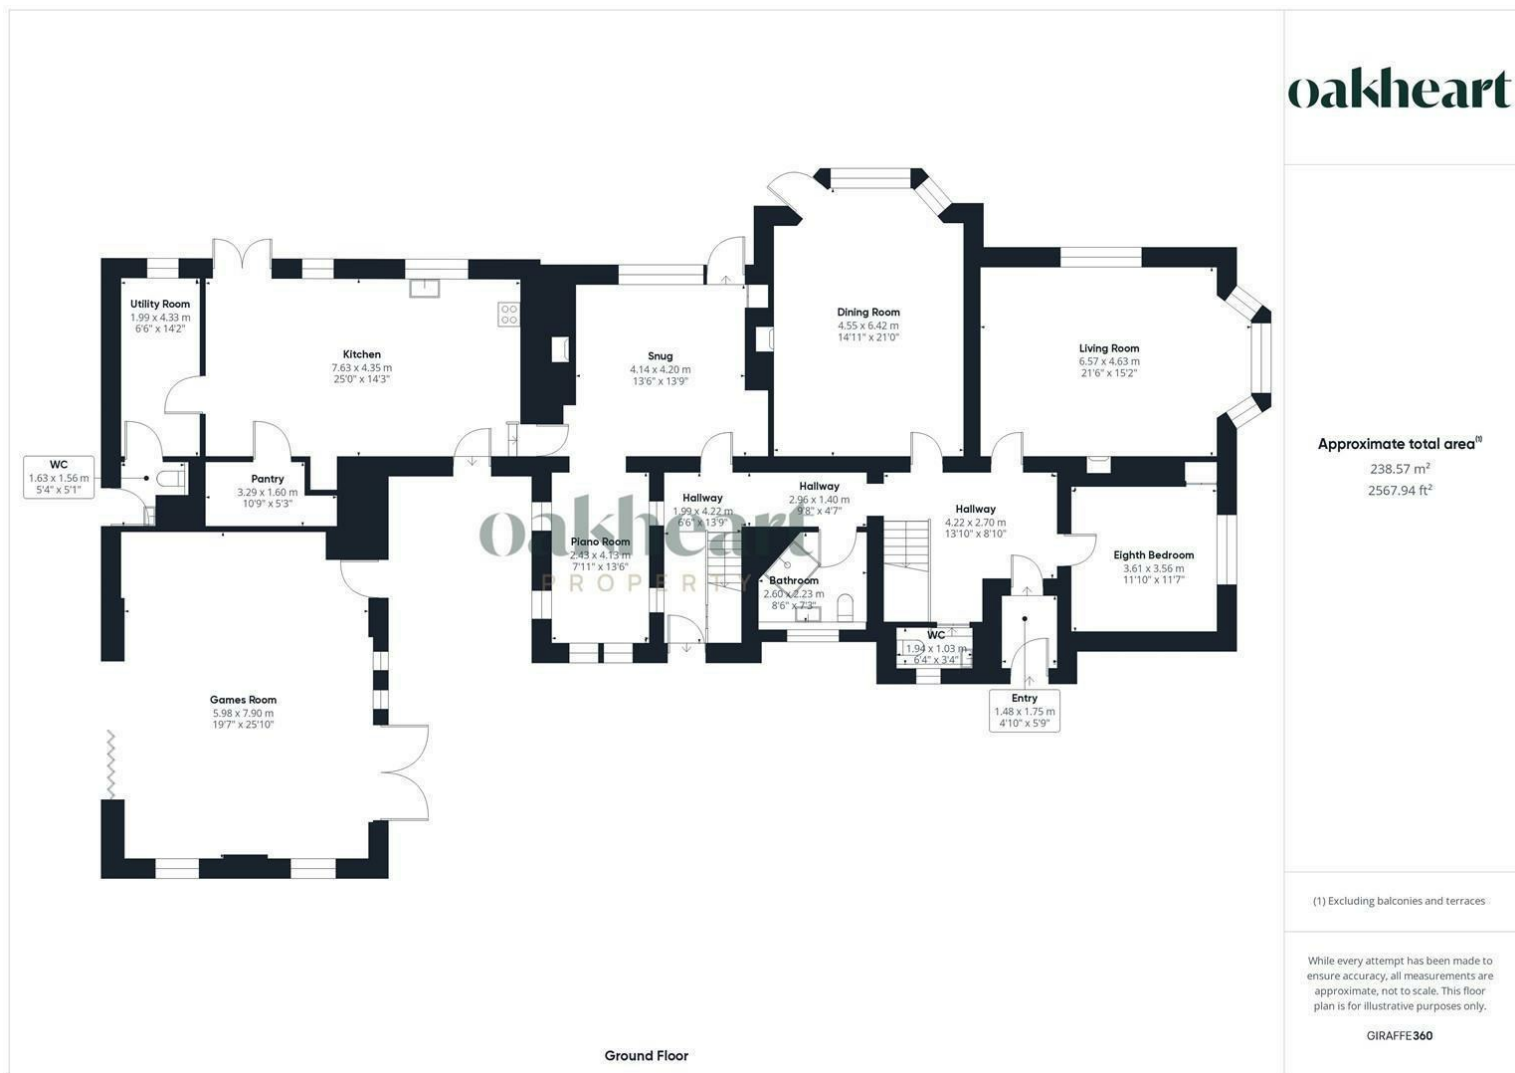 oakheart
Utility Room
1.99 x 4.33 m
6'6" x 14'2"
Kitchen
7.63 x 4.35 m
25'0" x 14'3"
Snug
4.14 x 4.20 m
13'6" x 13'9"
Dining Room
4.55 x 6.42 m
14'11" x 21'0"
Living Room
6.57 x 4.63 m
21'6" x 15'2"
WC
1.63 x 1.56 m
5'4" x 5'1"
Pantry
3.29 x 1.60 m
10'9" x 5'3"
Hallway
1.99 x 4.22 m
6'6" x 13'9"
Hallway
2.96 x 1.40 m
9'8" x 4'7"
Hallway
4.22 x 2.70 m
13'10" x 8'10"
oakheart
PROPERTY
Piano Room
2.43 x 4.13 m
7'11" x 13'6"
Bathroom
2.60 x 2.23 m
8'6" x 7'3"
Eighth Bedroom
3.61 x 3.56 m
11'10" x 11'7"
WC
1.94 x 1.03 m
6'4" x 3'4"
Entry
1.48 x 1.75 m
4'10" x 5'9"
Games Room
5.98 x 7.90 m
19'7" x 25'10"
Ground Floor
Approximate total area(1)
238.57 m²
2567.94 ft²
(1) Excluding balconies and terraces
While every attempt has been made to
ensure accuracy, all measurements are
approximate, not to scale. This floor
plan is for illustrative purposes only.
GIRAFFE360